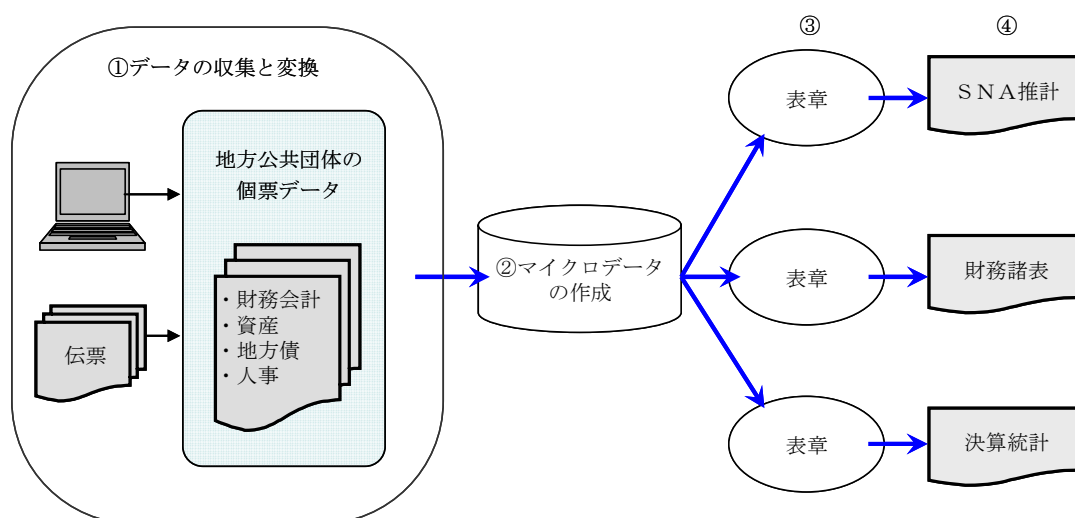 ①データの収集と変換
地方公共団体の
個票データ
・財務会計
・資産
・地方債
・人事
伝票
②マイクロデータ
の作成
③
④
表章
ＳＮＡ推計
表章
財務諸表
表章
決算統計